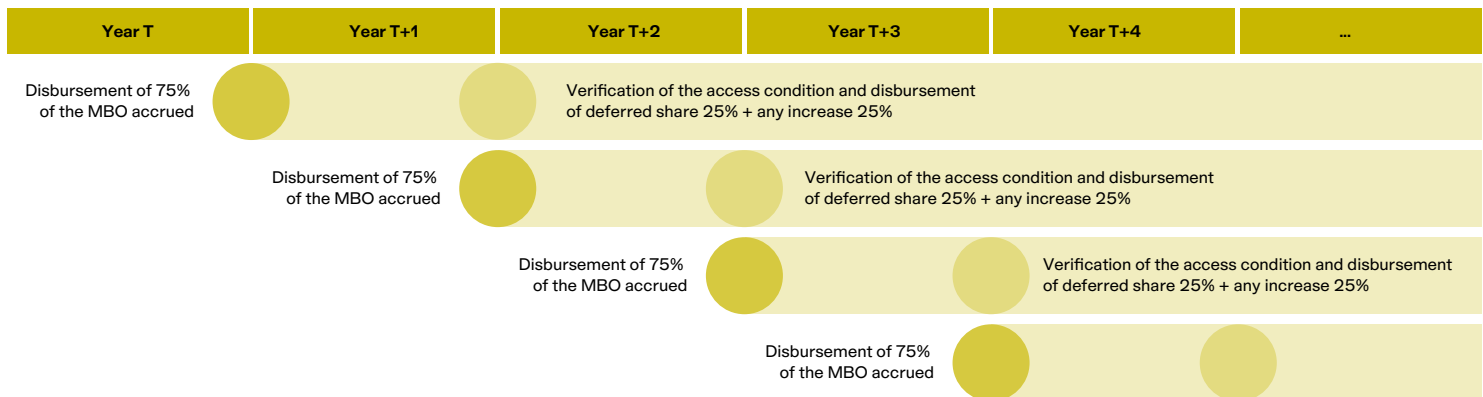 Year T
Year T+1
Year T+2
Year T+3
Year T+4
...
Disbursement of 75%
of the MBO accrued
Verification of the access condition and disbursement
of deferred share 25% + any increase 25%
Disbursement of 75%
of the MBO accrued
Verification of the access condition and disbursement
of deferred share 25% + any increase 25%
Disbursement of 75%
of the MBO accrued
Verification of the access condition and disbursement
of deferred share 25% + any increase 25%
Disbursement of 75%
of the MBO accrued